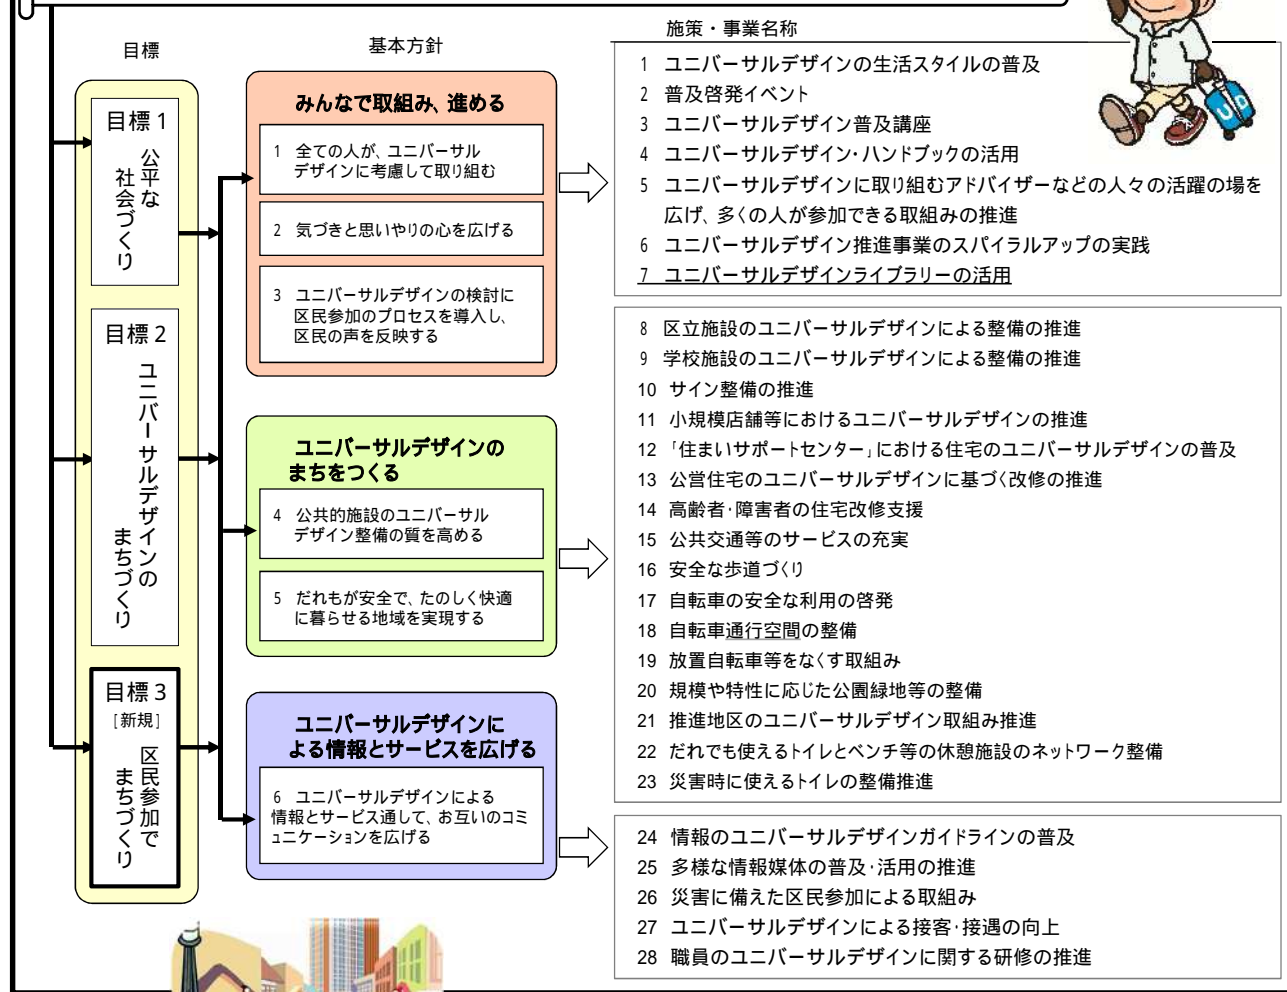 目標
基本方針
施策・事業名称
目標1
公平な
社会づくり
目標2
ユニバーサルデザインの
まちづくり
目標3
[新規]
区民参加で
まちづくり
みんなで取組み、進める
1 全ての人が、ユニバーサル
デザインに考慮して取り組む
2 気づきと思いやりの心を広げる
3 ユニバーサルデザインの検討に
区民参加のプロセスを導入し、
区民の声を反映する
ユニバーサルデザインの
まちをつくる
4 公共的施設のユニバーサル
デザイン整備の質を高める
5 だれもが安全で、たのしく快適
に暮らせる地域を実現する
ユニバーサルデザインに
よる情報とサービスを広げる
6 ユニバーサルデザインによる
情報とサービス通して、お互いのコミ
ュニケーションを広げる
1 ユニバーサルデザインの生活スタイルの普及
2 普及啓発イベント
3 ユニバーサルデザイン普及講座
4 ユニバーサルデザイン・ハンドブックの活用
5 ユニバーサルデザインに取り組むアドバイザーなどの人々の活躍の場を
広げ、多くの人が参加できる取組みの推進
6 ユニバーサルデザイン推進事業のスパイラルアップの実践
7 ユニバーサルデザインライブラリーの活用
8 区立施設のユニバーサルデザインによる整備の推進
9 学校施設のユニバーサルデザインによる整備の推進
10 サイン整備の推進
11 小規模店舗等におけるユニバーサルデザインの推進
12 「住まいサポートセンター」における住宅のユニバーサルデザインの普及
13 公営住宅のユニバーサルデザインに基づく改修の推進
14 高齢者・障害者の住宅改修支援
15 公共交通等のサービスの充実
16 安全な歩道づくり
17 自転車の安全な利用の啓発
18 自転車通行空間の整備
19 放置自転車等をなくす取組み
20 規模や特性に応じた公園緑地等の整備
21 推進地区のユニバーサルデザイン取組み推進
22 だれでも使えるトイレとベンチ等の休憩施設のネットワーク整備
23 災害時に使えるトイレの整備推進
24 情報のユニバーサルデザインガイドラインの普及
25 多様な情報媒体の普及・活用の推進
26 災害に備えた区民参加による取組み
27 ユニバーサルデザインによる接客・接遇の向上
28 職員のユニバーサルデザインに関する研修の推進
UD